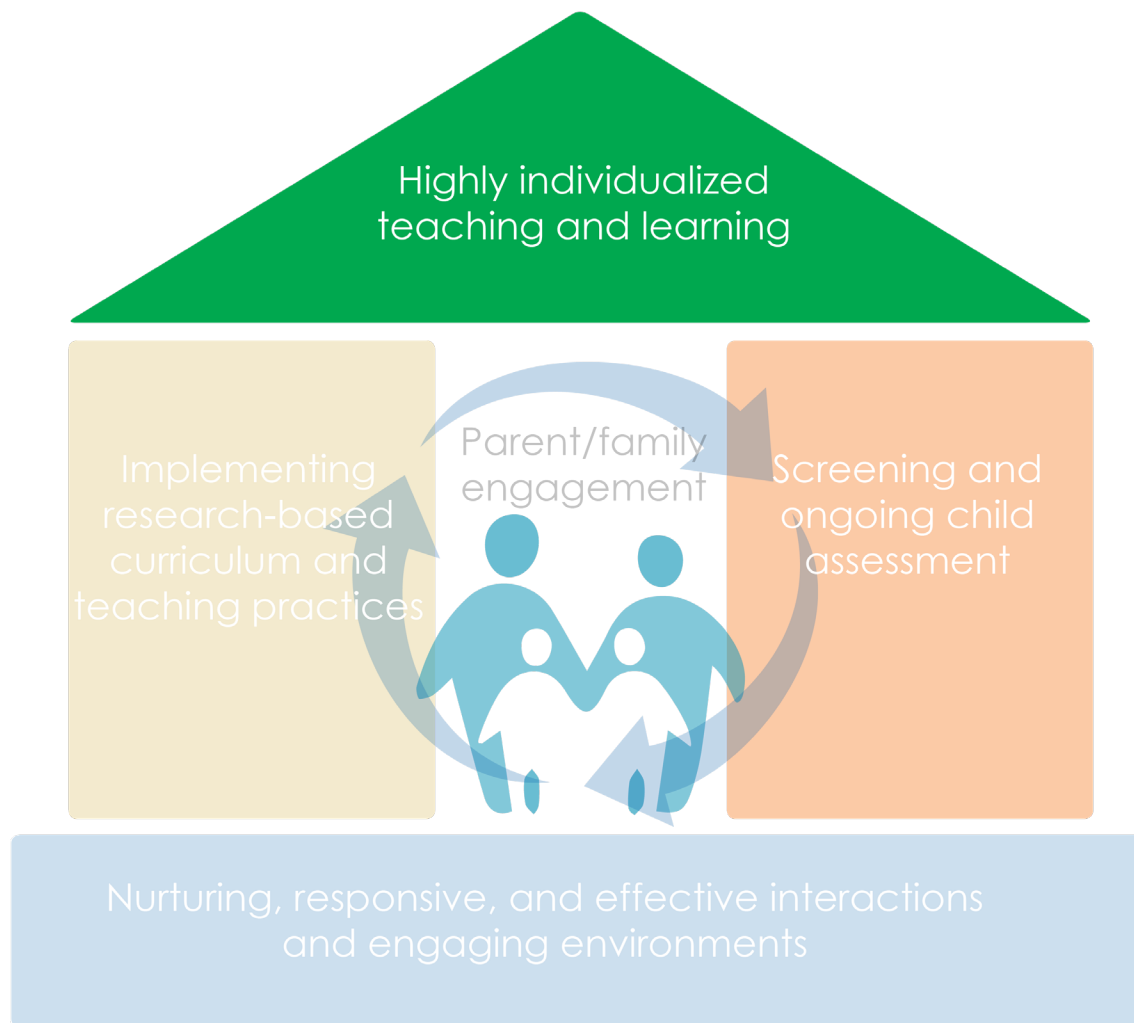 Highly individualized
teaching and learning
Implementing
research-based
curriculum and
teaching practices
Parent/family
engagement
Screening and
ongoing child
assessment
Nurturing, responsive, and effective interactions
and engaging environments